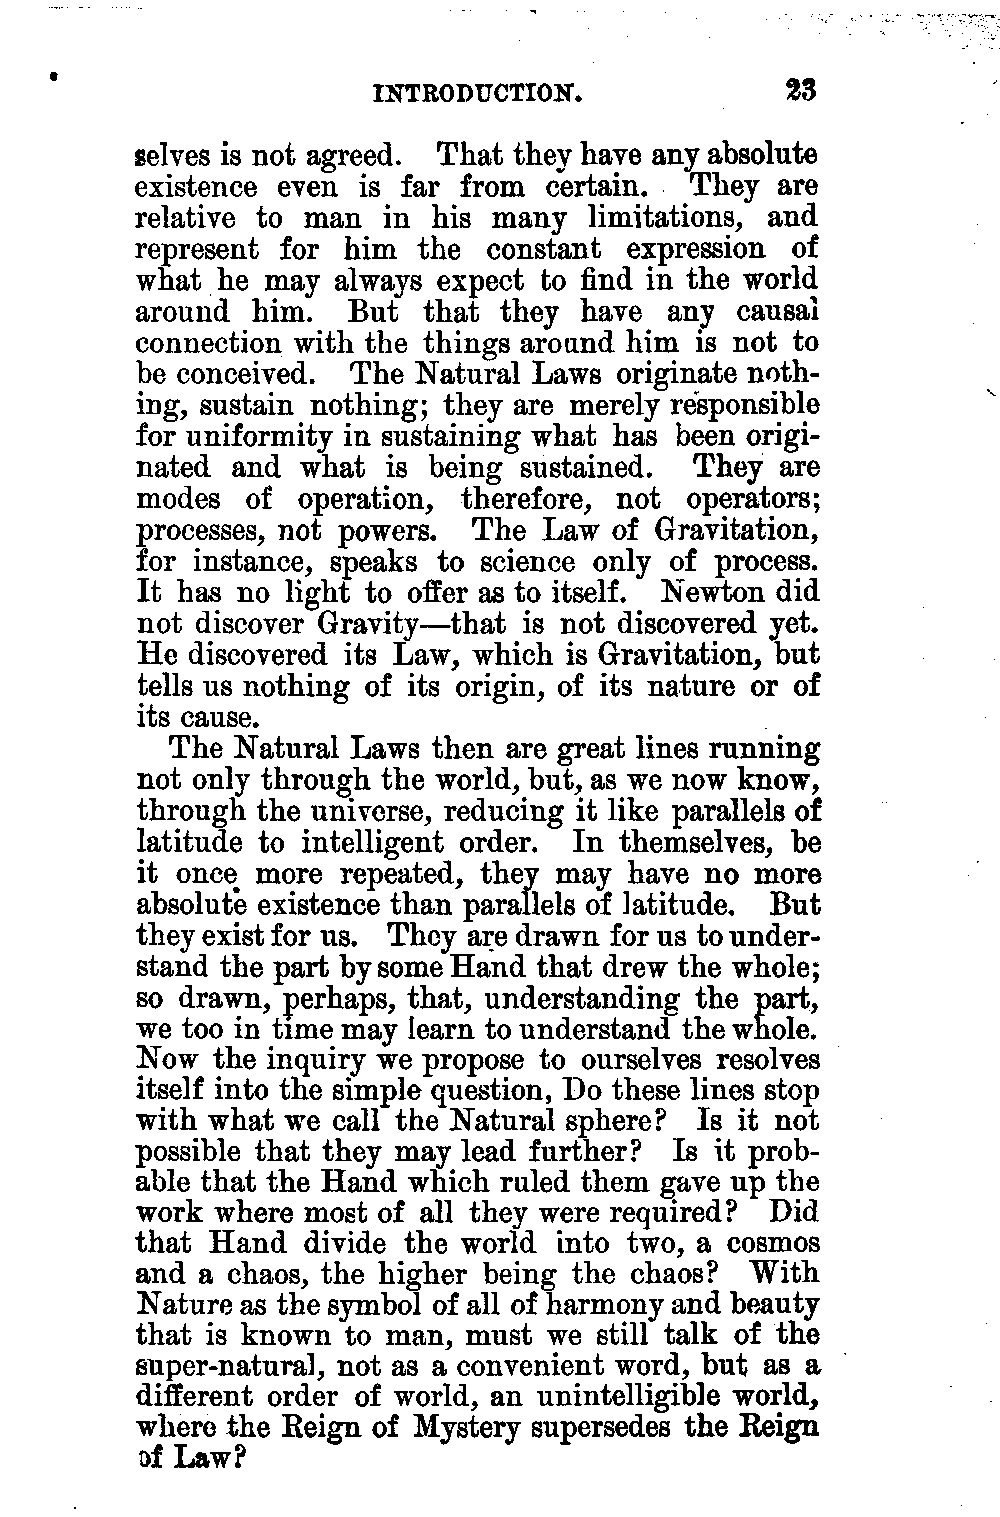 INTRODUCTION. 23
selves is not agreed. That they have any absolute
existence even is far from certain. They are
relative to man in his many limitations, and
represent for him the constant expression of
what he may always expect to find in the world
around him. But that they have any causal
connection with the things around him is not to
be conceived. The Natural Laws originate noth-
ing, sustain nothing; they are merely responsible
for uniformity in sustaining what has been origi-
nated and what is being sustained. They are
modes of operation, therefore, not operators;
processes, not powers. The Law of Gravitation,
for instance, speaks to science only of process.
It has no light to offer as to itself. Newton did
not discover Gravity—that is not discovered yet.
He discovered its Law, which is Gravitation, but
tells us nothing of its origin, of its nature or of
its cause.
The Natural Laws then are great lines running
not only through the world, but, as we now know,
through the universe, reducing it like parallels of
latitude to intelligent order. In themselves, be
it once more repeated, they may have no more
absolute existence than parallels of latitude. But
they exist for us. They are drawn for us to under-
stand the part by some Hand that drew the whole;
so drawn, perhaps, that, understanding the part,
we too in time may learn to understand the whole.
Now the inquiry we propose to ourselves resolves
itself into the simple question, Do these lines stop
with what we call the Natural sphere? Is it not
possible that they may lead further? Is it prob-
able that the Hand which ruled them gave up the
work where most of all they were required? Did
that Hand divide the world into two, a cosmos
and a chaos, the higher being the chaos? With
Nature as the symbol of all of harmony and beauty
that is known to man, must we still talk of the
super-natural, not as a convenient word, but as a
different order of world, an unintelligible world,
where the Reign of Mystery supersedes the Reign
of Law?